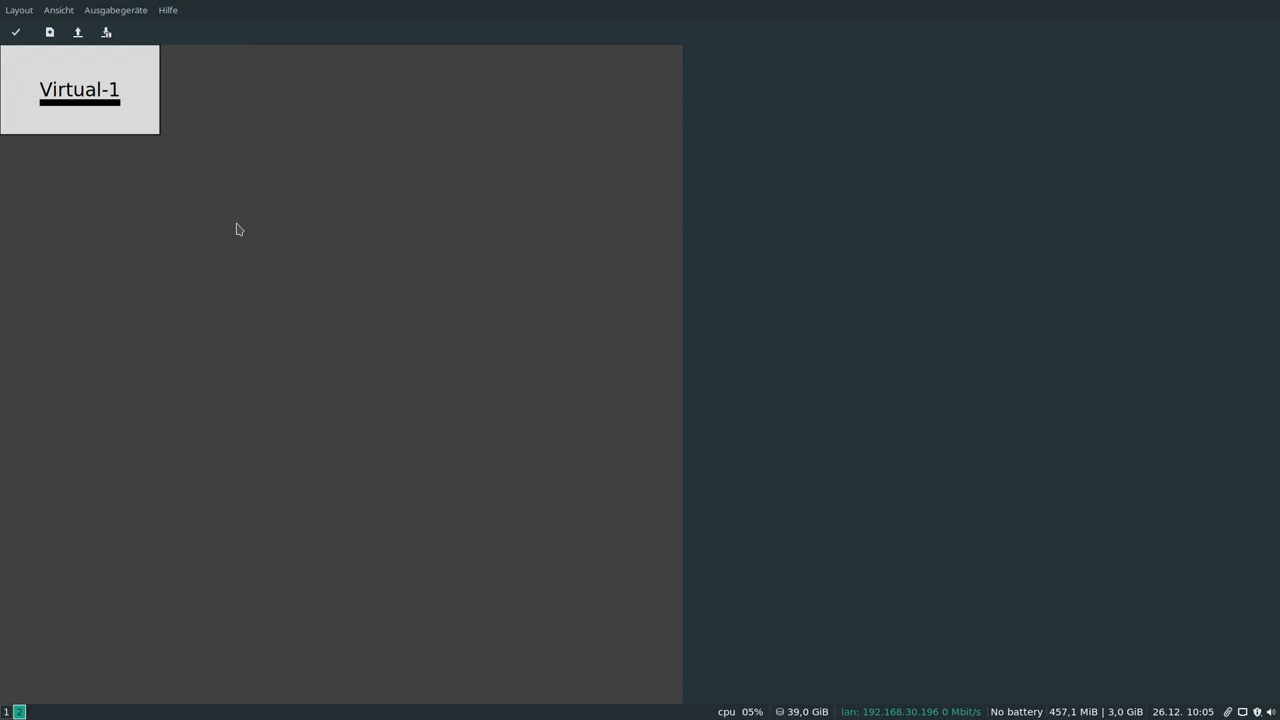 Layout Ansicht Ausgabegeräte Hilfe
Virtual-1
1 2 cpu 05% 39,0 GiB lan: 192.168.30.196 0 Mbit/s No battery 457,1 MiB | 3,0 GiB 26.12. 10:05